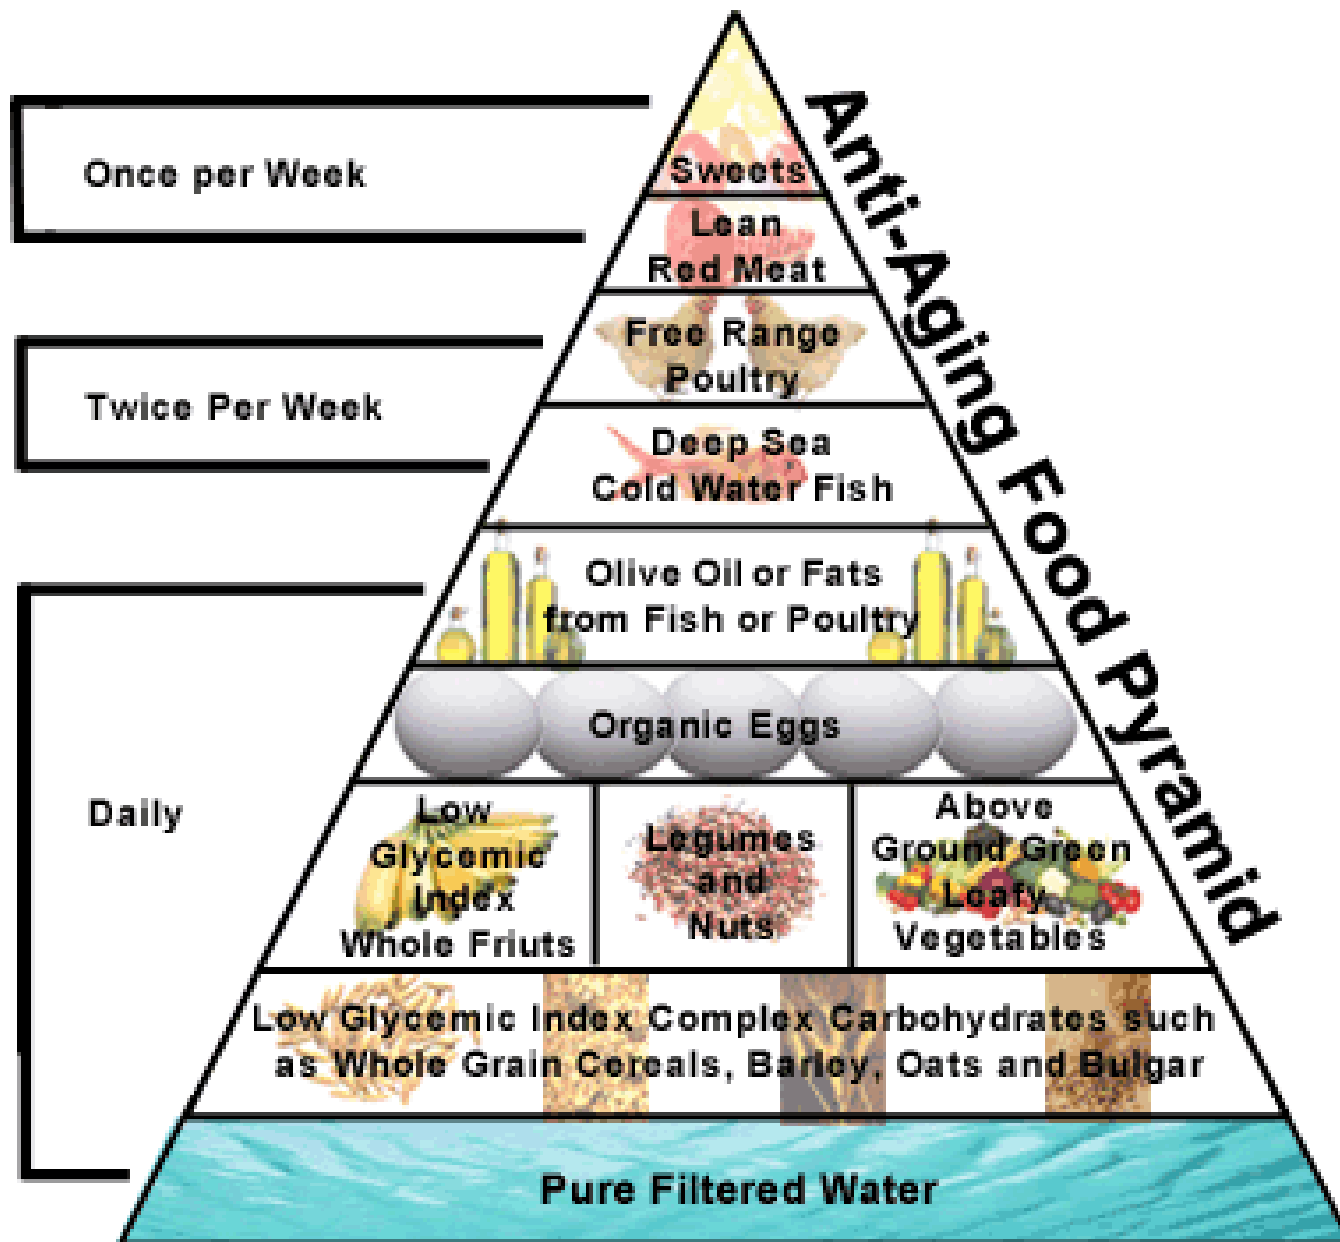 Anti-Aging Food Pyramid
Once per Week
Sweets
Lean
Red Meat
Twice Per Week
Free Range
Poultry
Deep Sea
Cold Water Fish
Daily
Olive Oil or Fats
from Fish or Poultry
Organic Eggs
Low
Glycemic
Index
Whole Friuts
Legumes
and
Nuts
Above
Ground Green
Leafy
Vegetables
Low Glycemic Index Complex Carbohydrates such
as Whole Grain Cereals, Barley, Oats and Bulgar
Pure Filtered Water